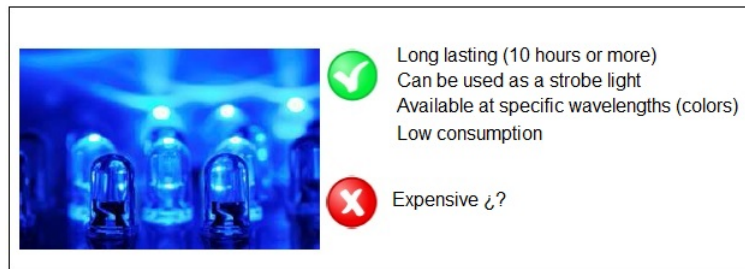 Long lasting (10 hours or more)
Can be used as a strobe light
Available at specific wavelengths (colors)
Low consumption
Expensive ¿?